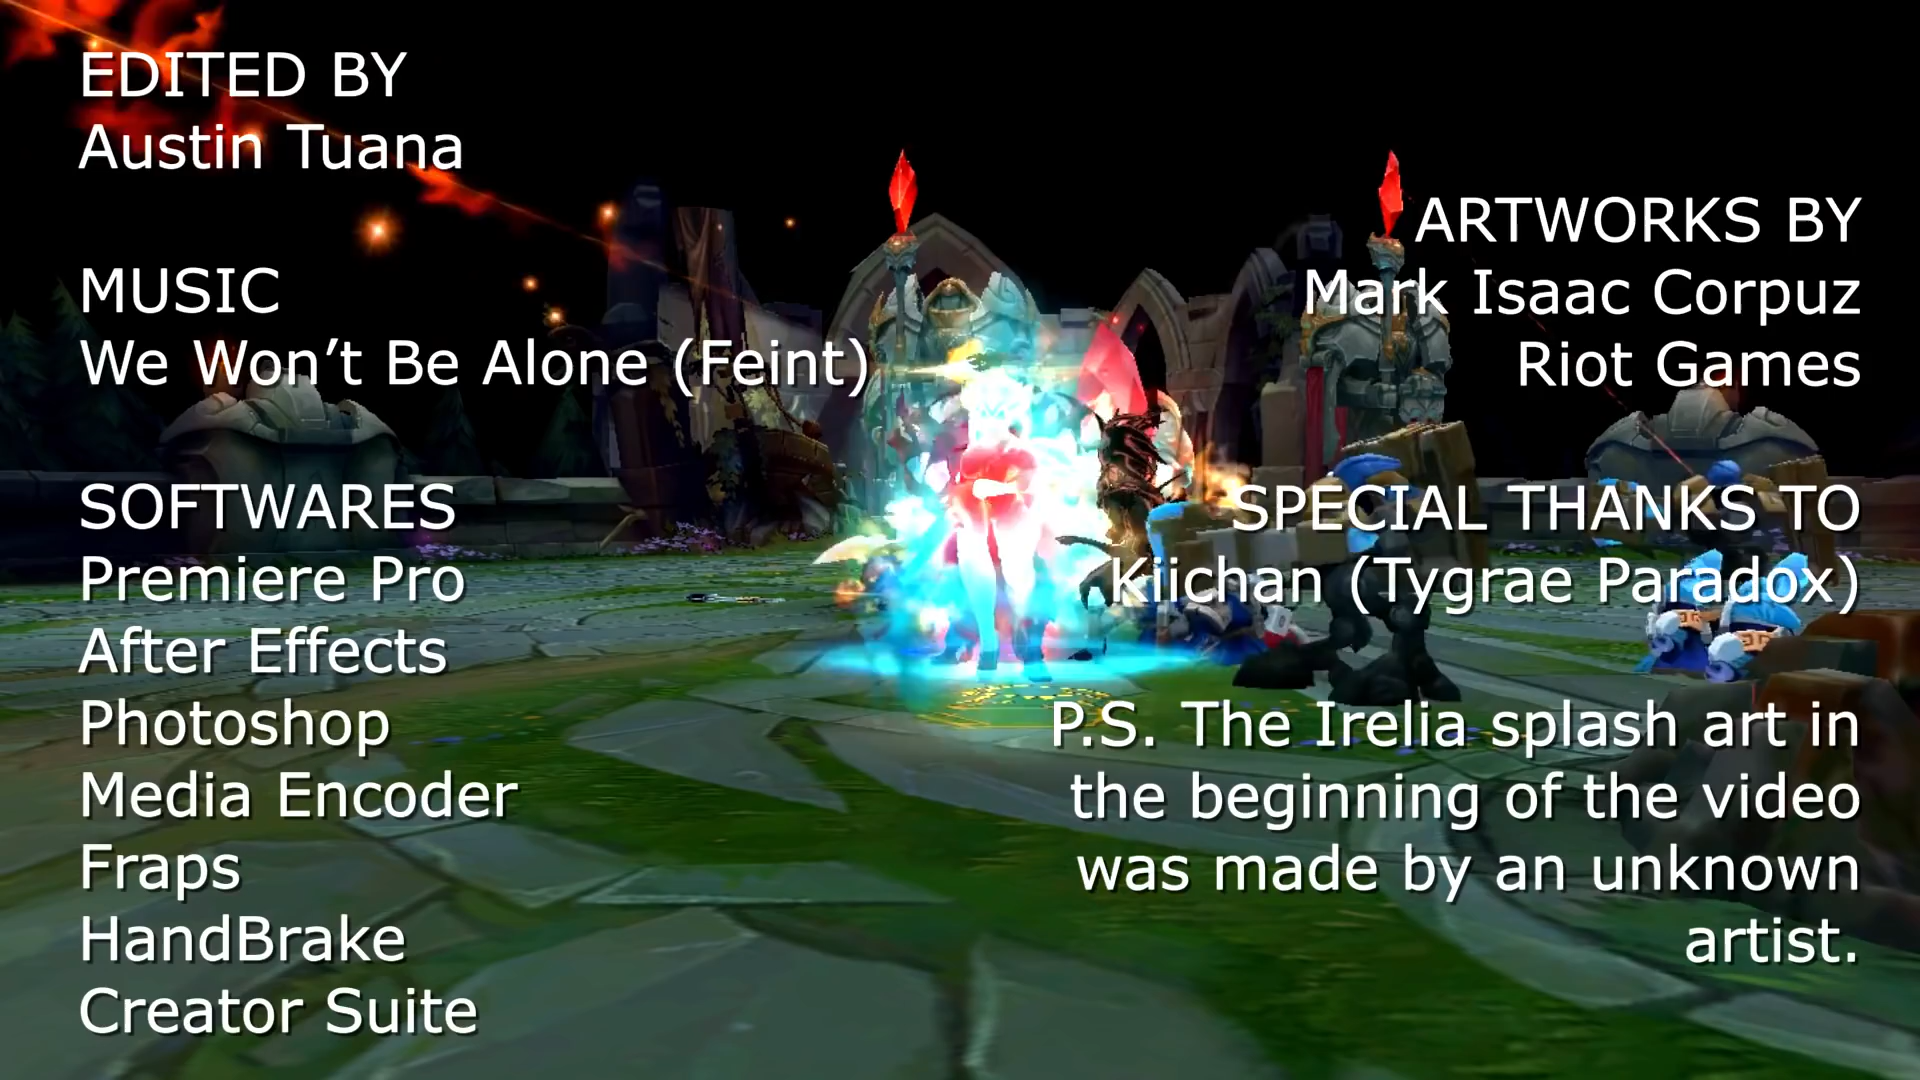 EDITED BY
Austin Tuana
MUSIC
We Won’t Be Alone (Feint)
SOFTWARES
Premiere Pro
After Effects
Photoshop
Media Encoder
Fraps
HandBrake
Creator Suite
ARTWORKS BY
Mark Isaac Corpuz
Riot Games
SPECIAL THANKS TO
Kiichan (Tygrae Paradox)
P.S. The Irelia splash art in
the beginning of the video
was made by an unknown
artist.